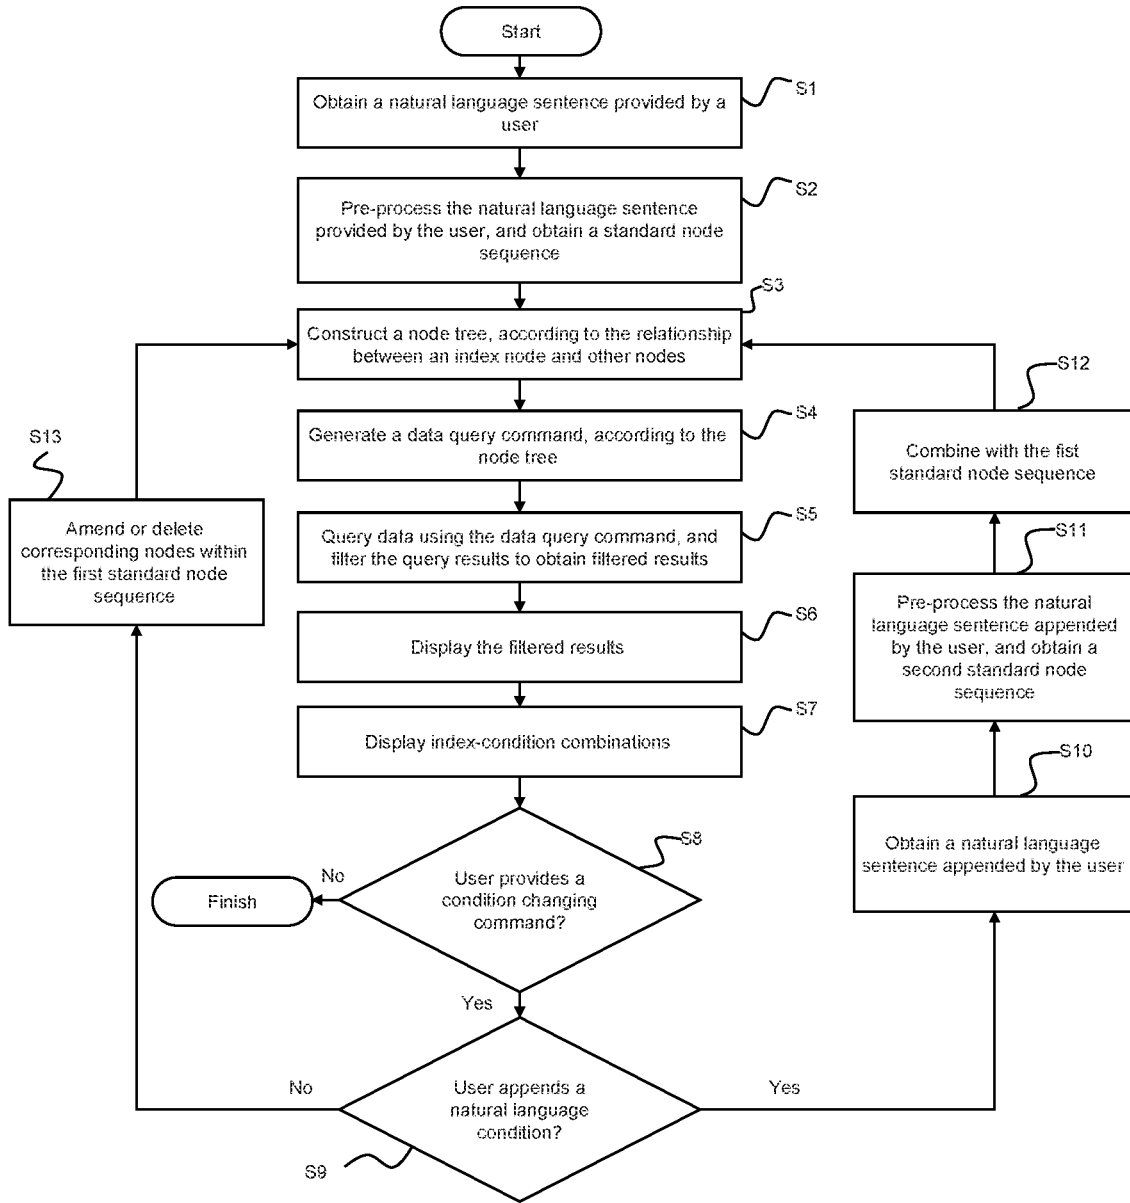 Start
S1
Obtain a natural language sentence provided by a
user
S2
Pre-process the natural language sentence
provided by the user, and obtain a standard node
sequence
S3
Construct a node tree, according to the relationship
between an index node and other nodes
S4
Generate a data query command, according to the
node tree
S5
Query data using the data query command, and
filter the query results to obtain filtered results
S6
Display the filtered results
S7
Display index-condition combinations
S8
User provides a
condition changing
command?
No
Finish
Yes
User appends a
natural language
condition?
S9
No
Yes
S13
Amend or delete
corresponding nodes within
the first standard node
sequence
S12
Combine with the fist
standard node sequence
S11
Pre-process the natural
language sentence appended
by the user, and obtain a
second standard node
sequence
S10
Obtain a natural language
sentence appended by the user